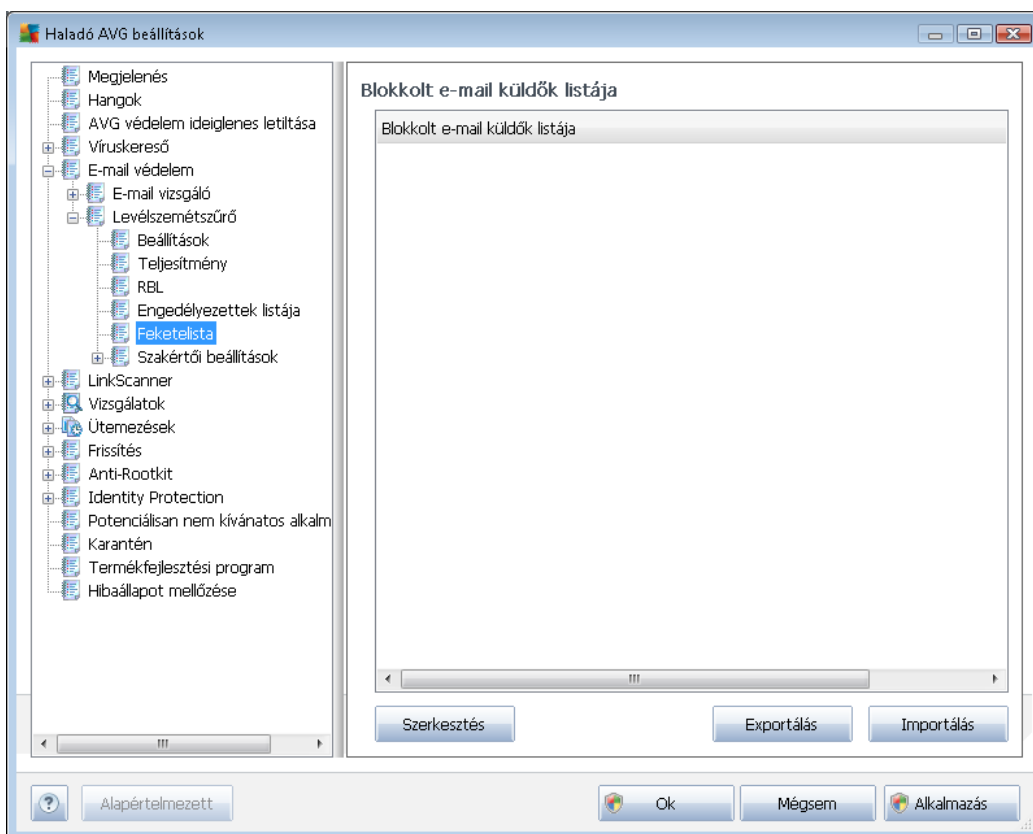 Haladó AVG beállítások
Megjelenés
Hangok
AVG védelem ideiglenes letiltása
Víruskereső
E-mail védelem
E-mail vizsgáló
Levélszemétszűrő
Beállítások
Teljesítmény
RBL
Engedélyezettek listája
Feketelista
Szakértői beállítások
LinkScanner
Vizsgálatok
Ütemezések
Frissítés
Anti-Rootkit
Identity Protection
Potenciálisan nem kívánatos alkalm
Karantén
Termékfejlesztési program
Hibaállapot mellőzése
Blokkolt e-mail küldők listája
Blokkolt e-mail küldők listája
Szerkesztés
Exportálás
Importálás
?
Alapértelmezett
Ok
Mégsem
Alkalmazás